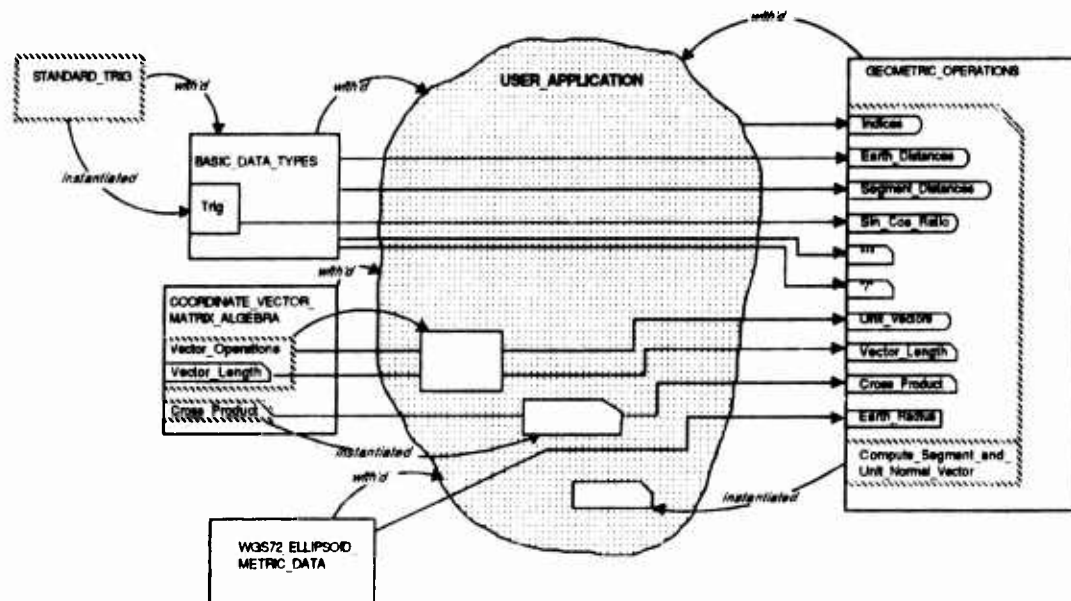 with'd
with'd
STANDARD_TRIG
with'd
with'd
USER_APPLICATION
GEOMETRIC_OPERATIONS
Indices
BASIC_DATA_TYPES
Earth_Distances
instantiated
Trig
Segment_Distances
Sin_Cos_Ratio
"*"
with'd
"/"
COORDINATE_VECTOR_
MATRIX_ALGEBRA
Unit_Vectors
Vector_Operations
Vector_Length
Vector_Length
Cross_Product
Cross_Product
Earth_Radius
instantiated
Compute_Segment_and_
Unit_Normal_Vector
with'd
instantiated
WGS72_ELLIPSOID_
METRIC_DATA